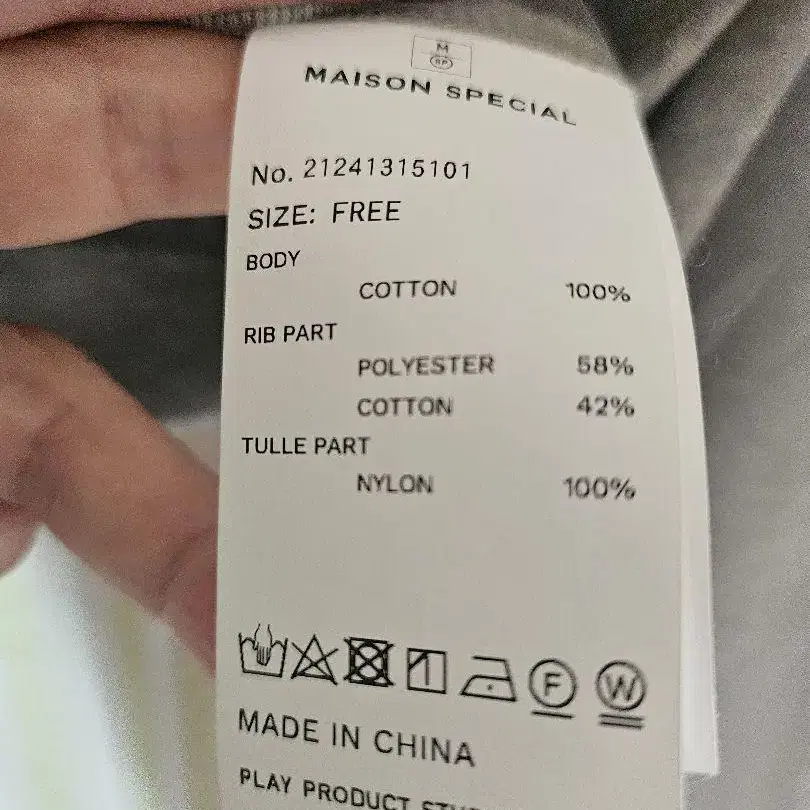 M
SP
MAISON SPECIAL
No. 21241315101
SIZE: FREE
BODY
COTTON 100%
RIB PART
POLYESTER 58%
COTTON 42%
TULLE PART
NYLON 100%
F W
MADE IN CHINA
PLAY PRODUCT